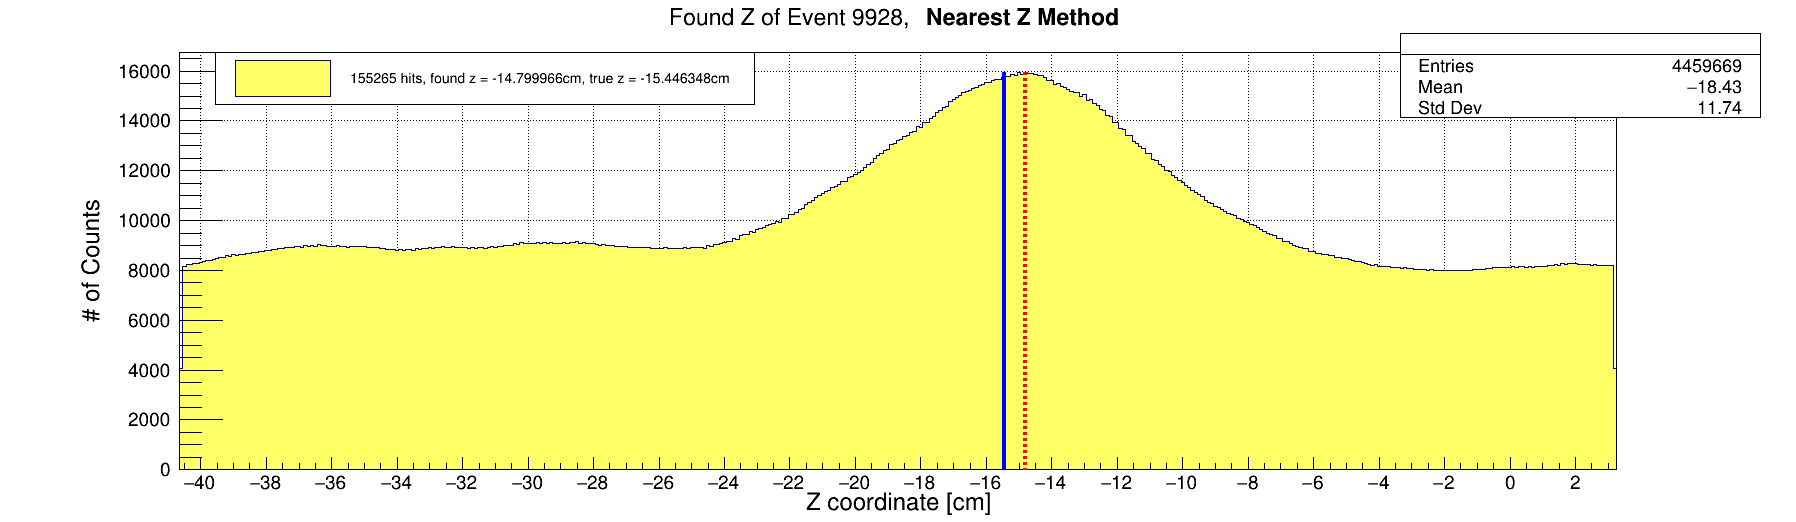 Found Z of Event 9928, Nearest Z Method
155265 hits, found z = -14.799966cm, true z = -15.446348cm
Entries 4459669
Mean −18.43
Std Dev 11.74
# of Counts
16000
14000
12000
10000
8000
6000
4000
2000
0
−40 −38 −36 −34 −32 −30 −28 −26 −24 −22 −20 −18 −16 −14 −12 −10 −8 −6 −4 −2 0 2
Z coordinate [cm]